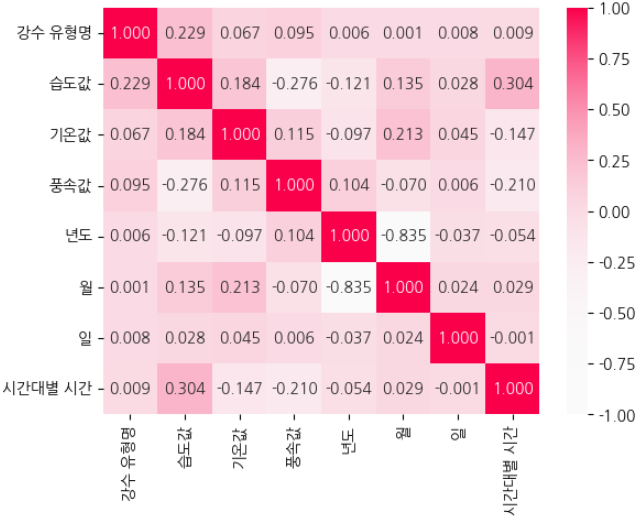 강수 유형명 1.000 0.229 0.067 0.095 0.006 0.001 0.008 0.009
습도값 0.229 1.000 0.184 -0.276 -0.121 0.135 0.028 0.304
기온값 0.067 0.184 1.000 0.115 -0.097 0.213 0.045 -0.147
풍속값 0.095 -0.276 0.115 1.000 0.104 -0.070 0.006 -0.210
년도 0.006 -0.121 -0.097 0.104 1.000 -0.835 -0.037 -0.054
월 0.001 0.135 0.213 -0.070 -0.835 1.000 0.024 0.029
일 0.008 0.028 0.045 0.006 -0.037 0.024 1.000 -0.001
시간대별 시간 0.009 0.304 -0.147 -0.210 -0.054 0.029 -0.001 1.000
강수 유형명 습도값 기온값 풍속값 년도 월 일 시간대별 시간
1.00
0.75
0.50
0.25
0.00
-0.25
-0.50
-0.75
-1.00